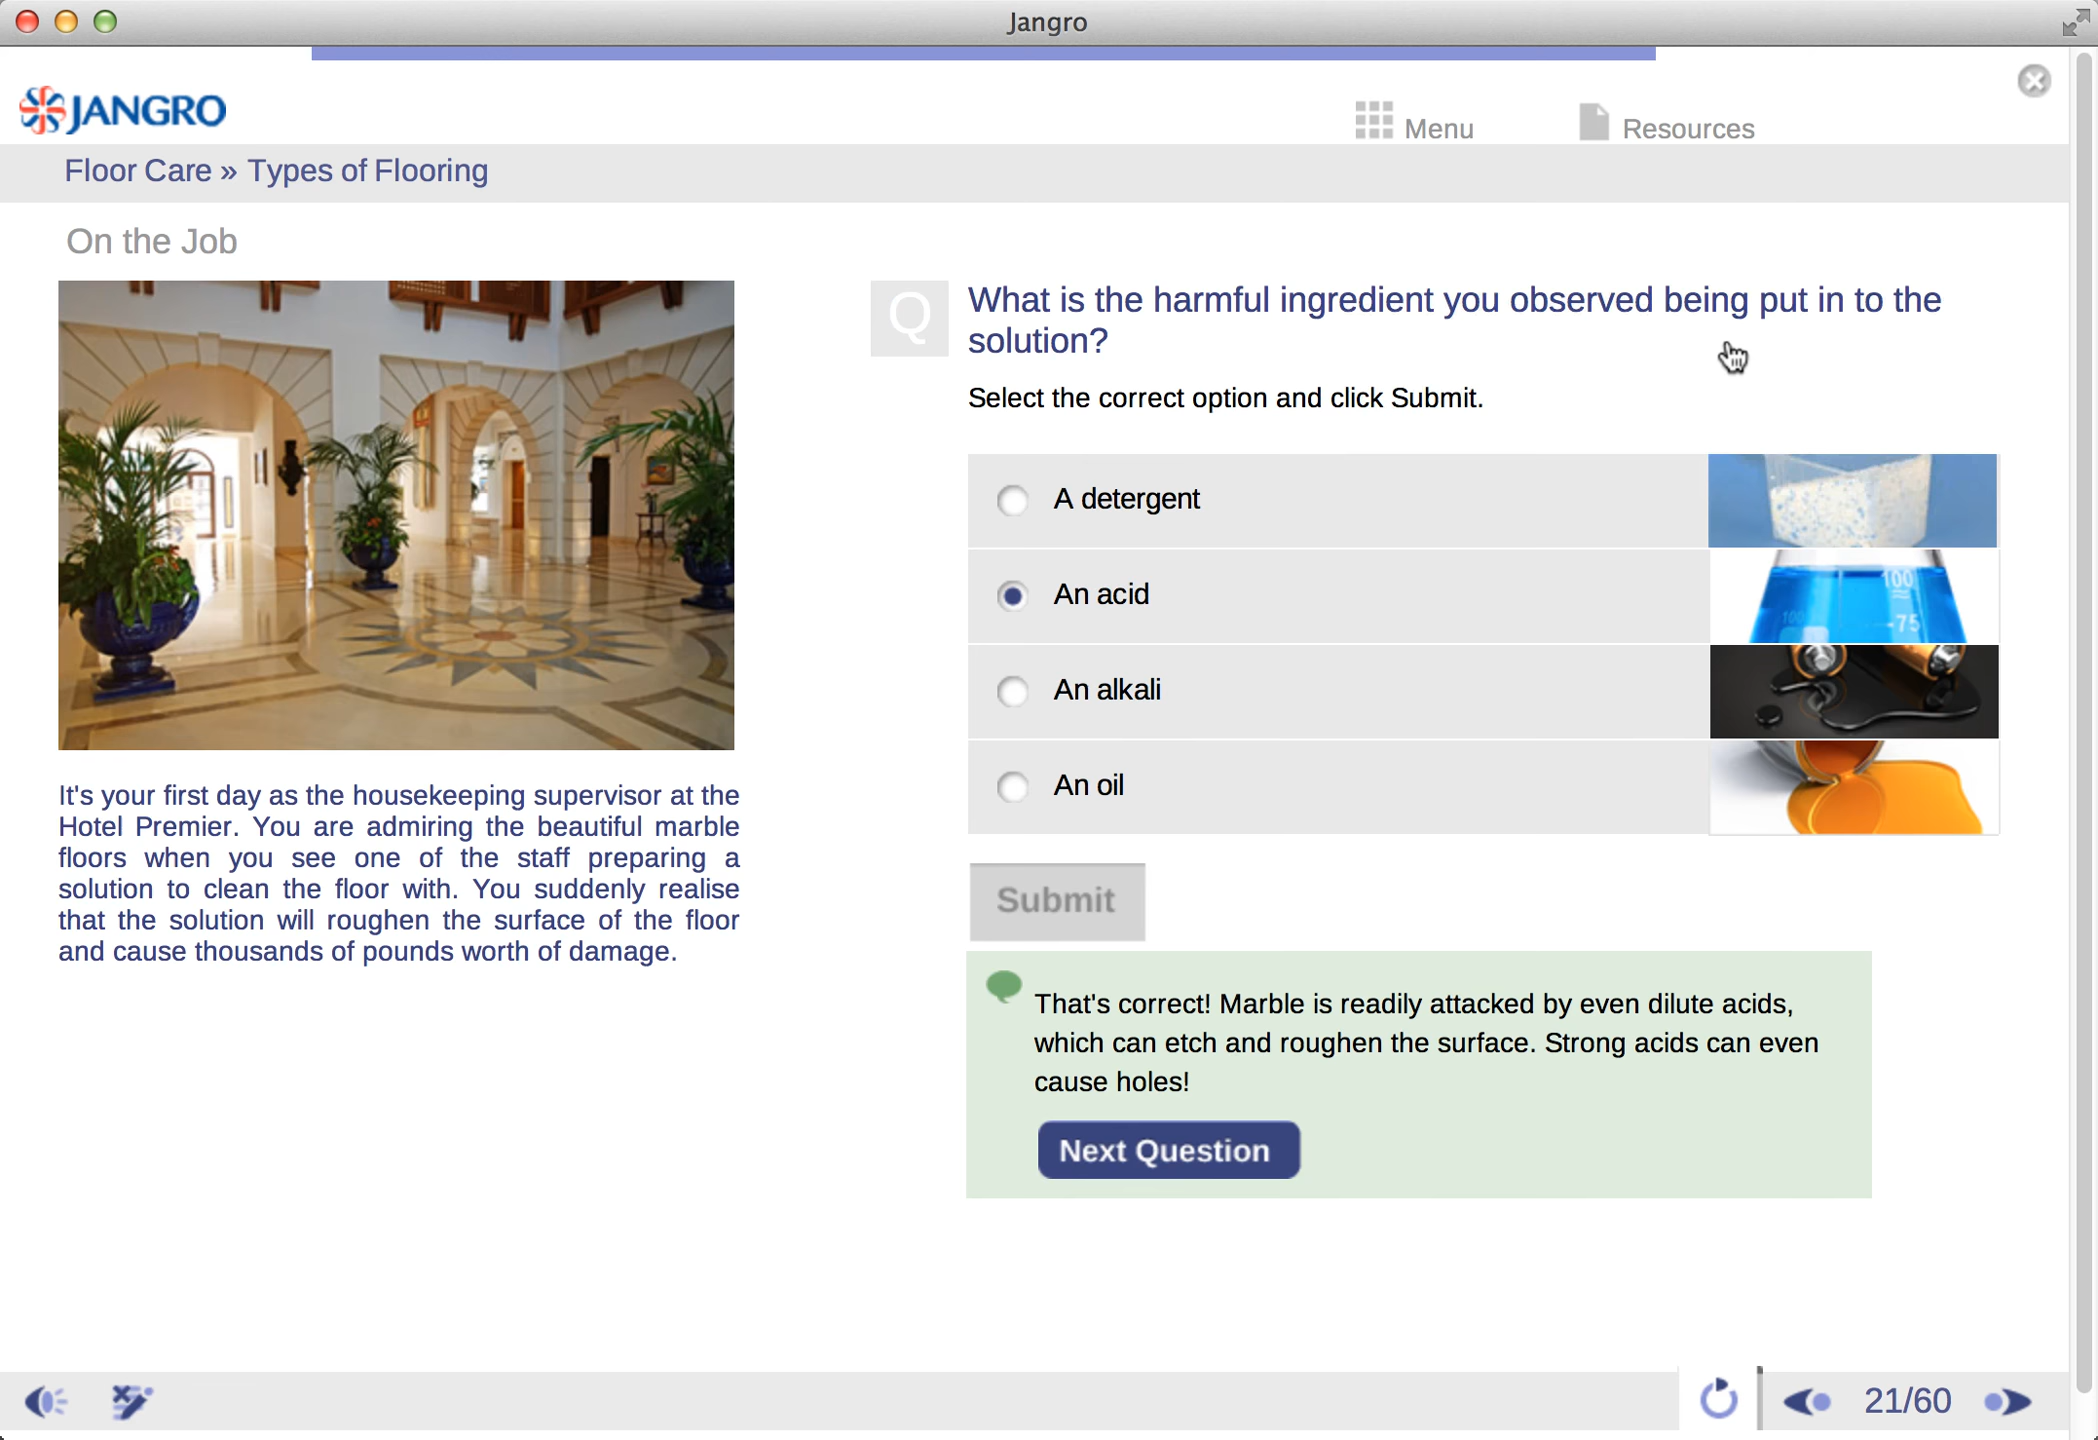 Jangro
JANGRO
Menu
Resources
Floor Care » Types of Flooring
On the Job
Q
What is the harmful ingredient you observed being put in to the
solution?
Select the correct option and click Submit.
A detergent
An acid
100
100
75
An alkali
An oil
It's your first day as the housekeeping supervisor at the
Hotel Premier. You are admiring the beautiful marble
floors when you see one of the staff preparing a
solution to clean the floor with. You suddenly realise
that the solution will roughen the surface of the floor
and cause thousands of pounds worth of damage.
Submit
That's correct! Marble is readily attacked by even dilute acids,
which can etch and roughen the surface. Strong acids can even
cause holes!
Next Question
21/60